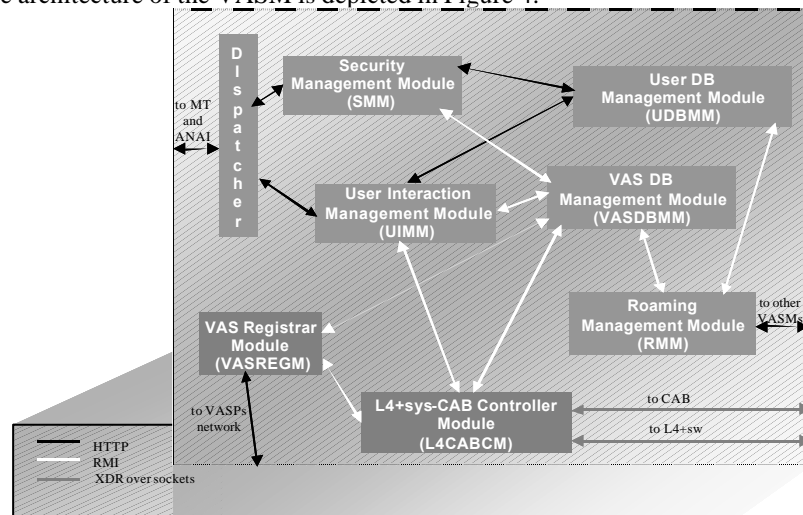 e architecture of the VASM is depicted in Figure 4.
D
I
s
p
a
t
c
h
e
r
to MT
and
ANAI
Security
Management Module
(SMM)
User DB
Management Module
(UDBMM)
User Interaction
Management Module
(UIMM)
VAS DB
Management Module
(VASDBMM)
Roaming
Management Module
(RMM)
to other
VASMs
VAS Registrar
Module
(VASREGM)
to VASPs
network
L4+sys-CAB Controller
Module
(L4CABCM)
to CAB
to L4+sw
HTTP
RMI
XDR over sockets